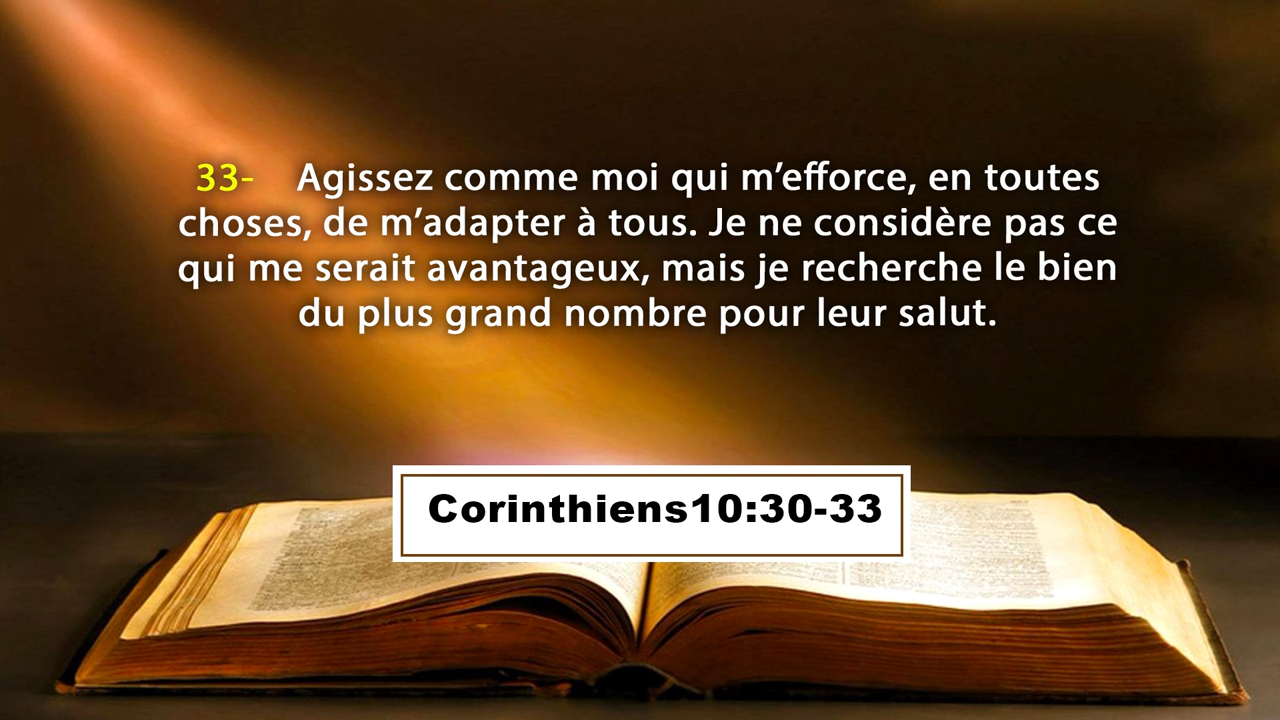 33- Agissez comme moi qui m’efforce, en toutes
choses, de m’adapter à tous. Je ne considère pas ce
qui me serait avantageux, mais je recherche le bien
du plus grand nombre pour leur salut.
Corinthiens10:30-33